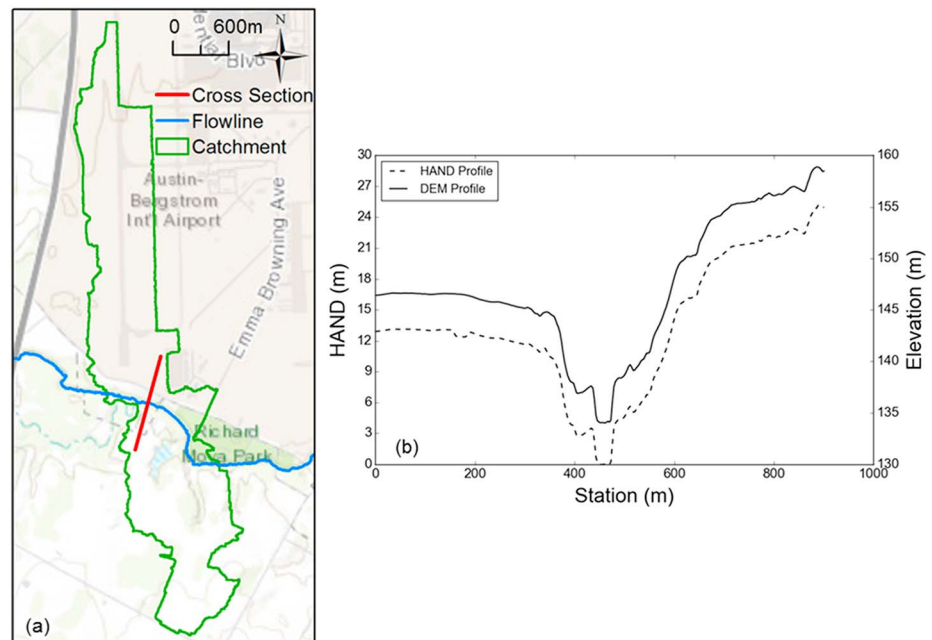 N
0 600m
ential Blvd
Cross Section
Flowline
Catchment
Austin-
Bergstrom
Int'l Airport
Emma Browning Ave
Richard
Moya Park
(a)
HAND Profile
DEM Profile
30
27
24
21
18
15
12
9
6
3
0
HAND (m)
160
155
150
145
140
135
130
Elevation (m)
(b)
0 200 400 600 800 1000
Station (m)